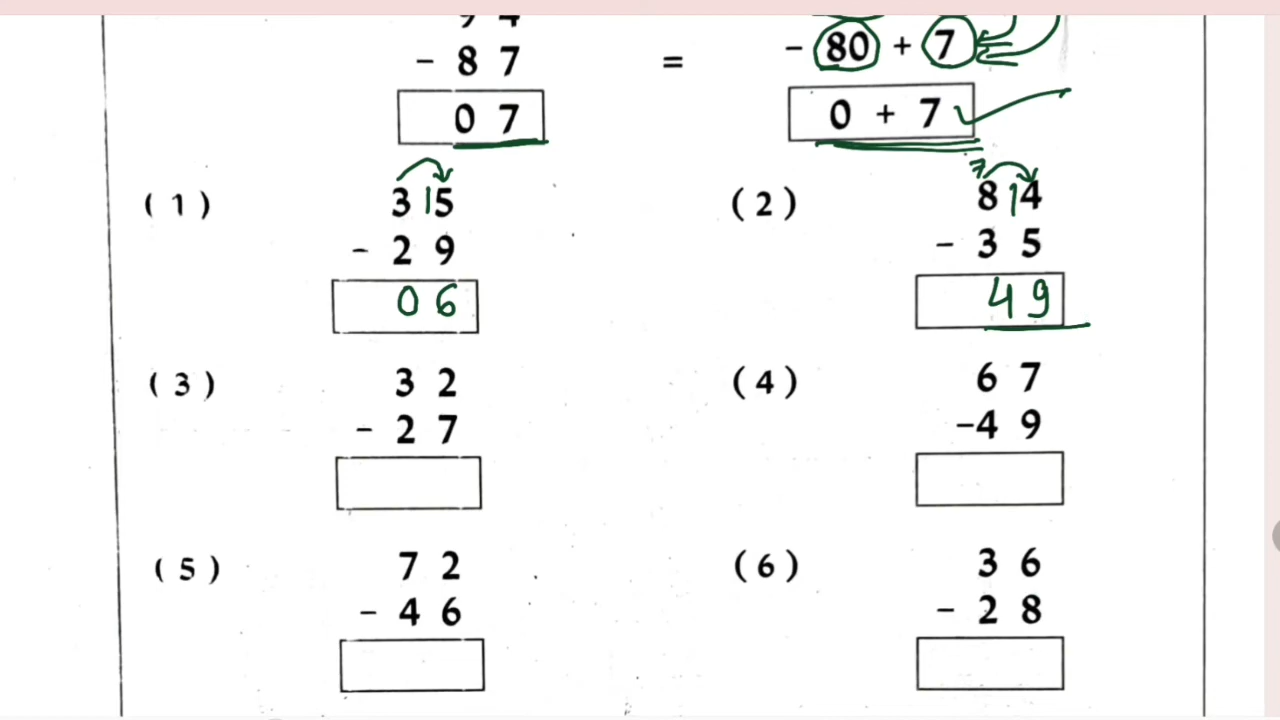 - 8 7 = - 80 + 7
0 7 0 + 7
7
( 1 ) 3 15 ( 2 ) 8 14
- 2 9 - 3 5
0 6 4 9
( 3 ) 3 2 ( 4 ) 6 7
- 2 7 -4 9
( 5 ) 7 2 ( 6 ) 3 6
- 4 6 - 2 8